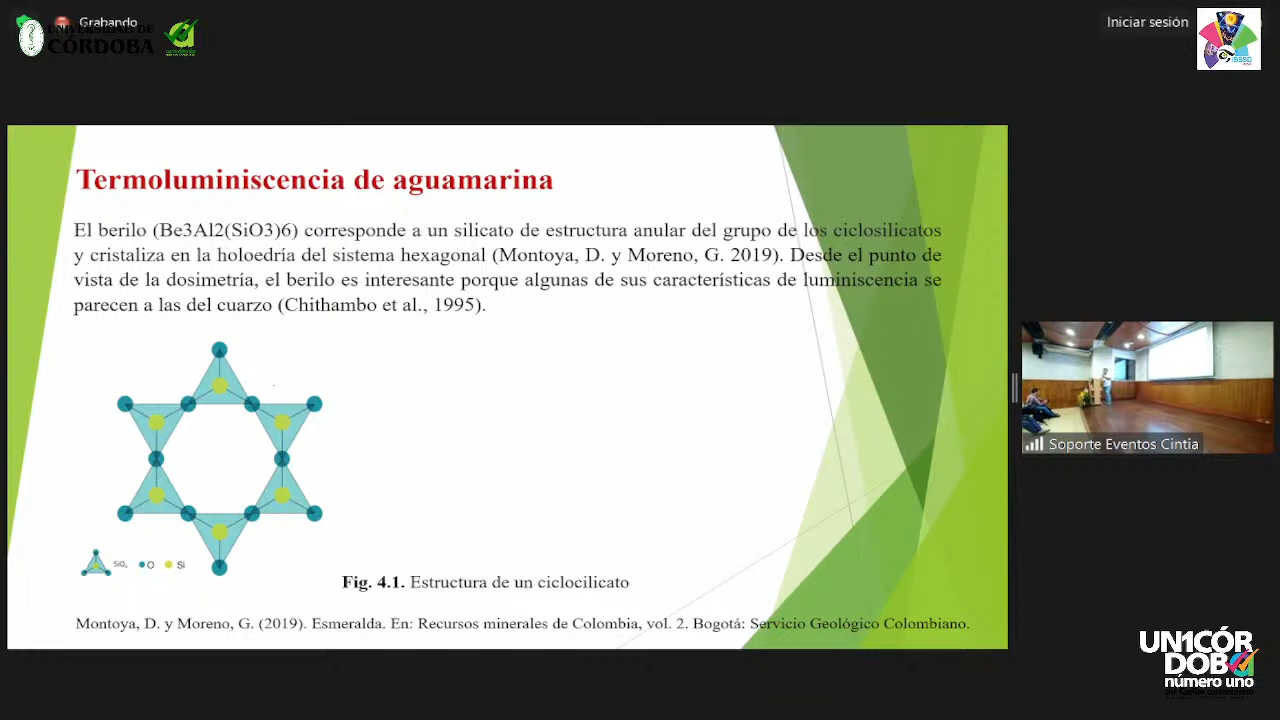 Grabando
UNIVERSIDAD DE
CÓRDOBA
Iniciar sesión
Termoluminiscencia de aguamarina
El berilo (Be3Al2(SiO3)6) corresponde a un silicato de estructura anular del grupo de los ciclosilicatos
y cristaliza en la holoedría del sistema hexagonal (Montoya, D. y Moreno, G. 2019). Desde el punto de
vista de la dosimetría, el berilo es interesante porque algunas de sus características de luminiscencia se
parecen a las del cuarzo (Chithambo et al., 1995).
SiO₄ O Si
Fig. 4.1. Estructura de un ciclocilicato
Montoya, D. y Moreno, G. (2019). Esmeralda. En: Recursos minerales de Colombia, vol. 2. Bogotá: Servicio Geológico Colombiano.
Soporte Eventos Cintia
UN1CÓR
DOBA
número uno